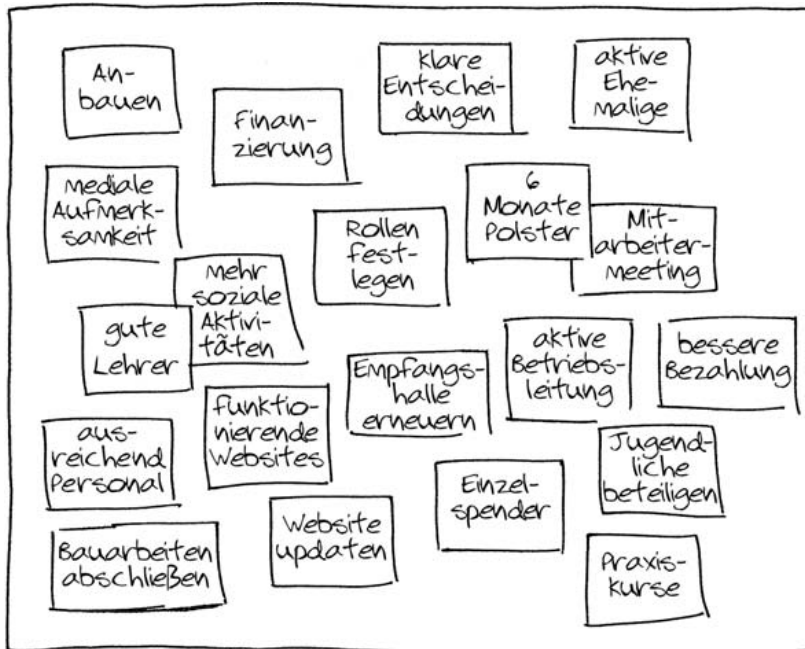 An-
bauen
Finan-
zierung
klare
Entschei-
dungen
aktive
Ehe-
malige
mediale
Aufmerk-
samkeit
Rollen
fest-
legen
6
Monate
Polster
Mit-
arbeiter-
meeting
mehr
soziale
Aktivi-
täten
gute
Lehrer
Empfangs-
halle
erneuern
aktive
Betriebs-
leitung
bessere
Bezahlung
aus-
reichend
Personal
funktio-
nierende
Websites
Einzel-
spender
Jugend-
liche
beteiligen
Bauarbeiten
abschließen
Website
updaten
Praxis-
kurse